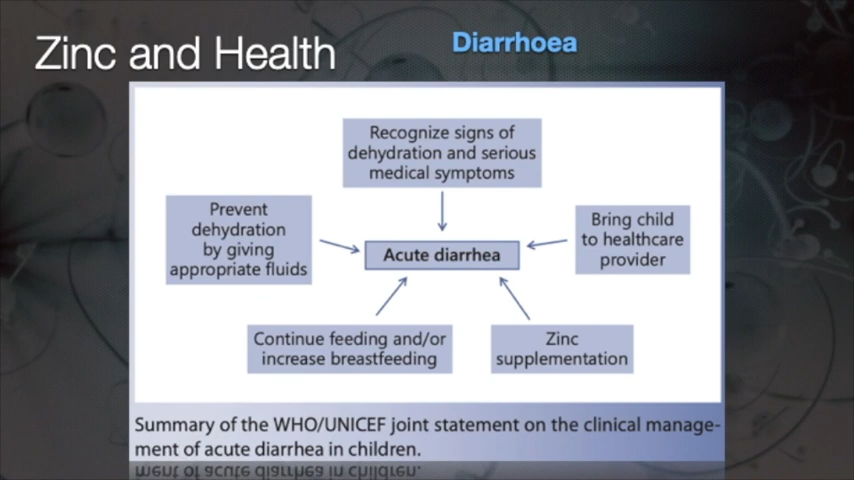 Zinc and Health
Diarrhoea
Recognize signs of
dehydration and serious
medical symptoms
Prevent
dehydration
by giving
appropriate fluids
Bring child
to healthcare
provider
Acute diarrhea
Continue feeding and/or
increase breastfeeding
Zinc
supplementation
Summary of the WHO/UNICEF joint statement on the clinical manage-
ment of acute diarrhea in children.